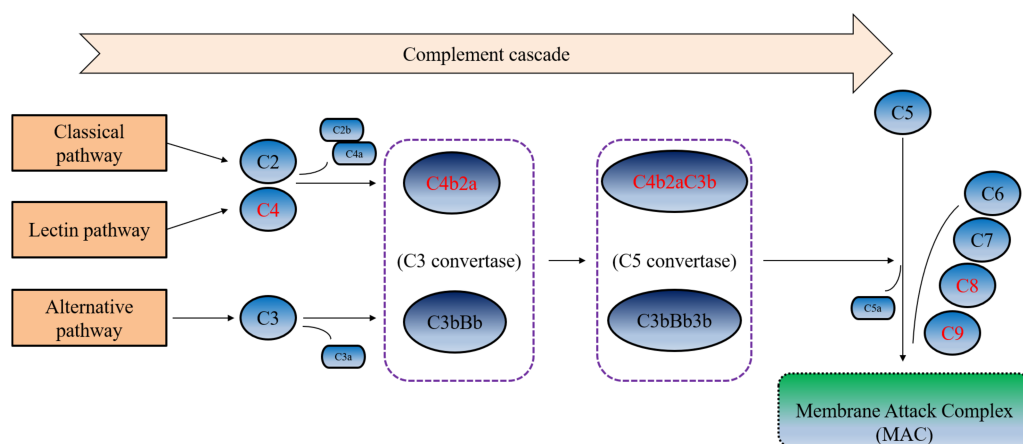 Complement cascade
Classical
pathway
Lectin pathway
Alternative
pathway
C2
C4
C2b
C4a
C3
C3a
C4b2a
(C3 convertase)
C3bBb
C4b2aC3b
(C5 convertase)
C3bBb3b
C5
C5a
C6
C7
C8
C9
Membrane Attack Complex
(MAC)